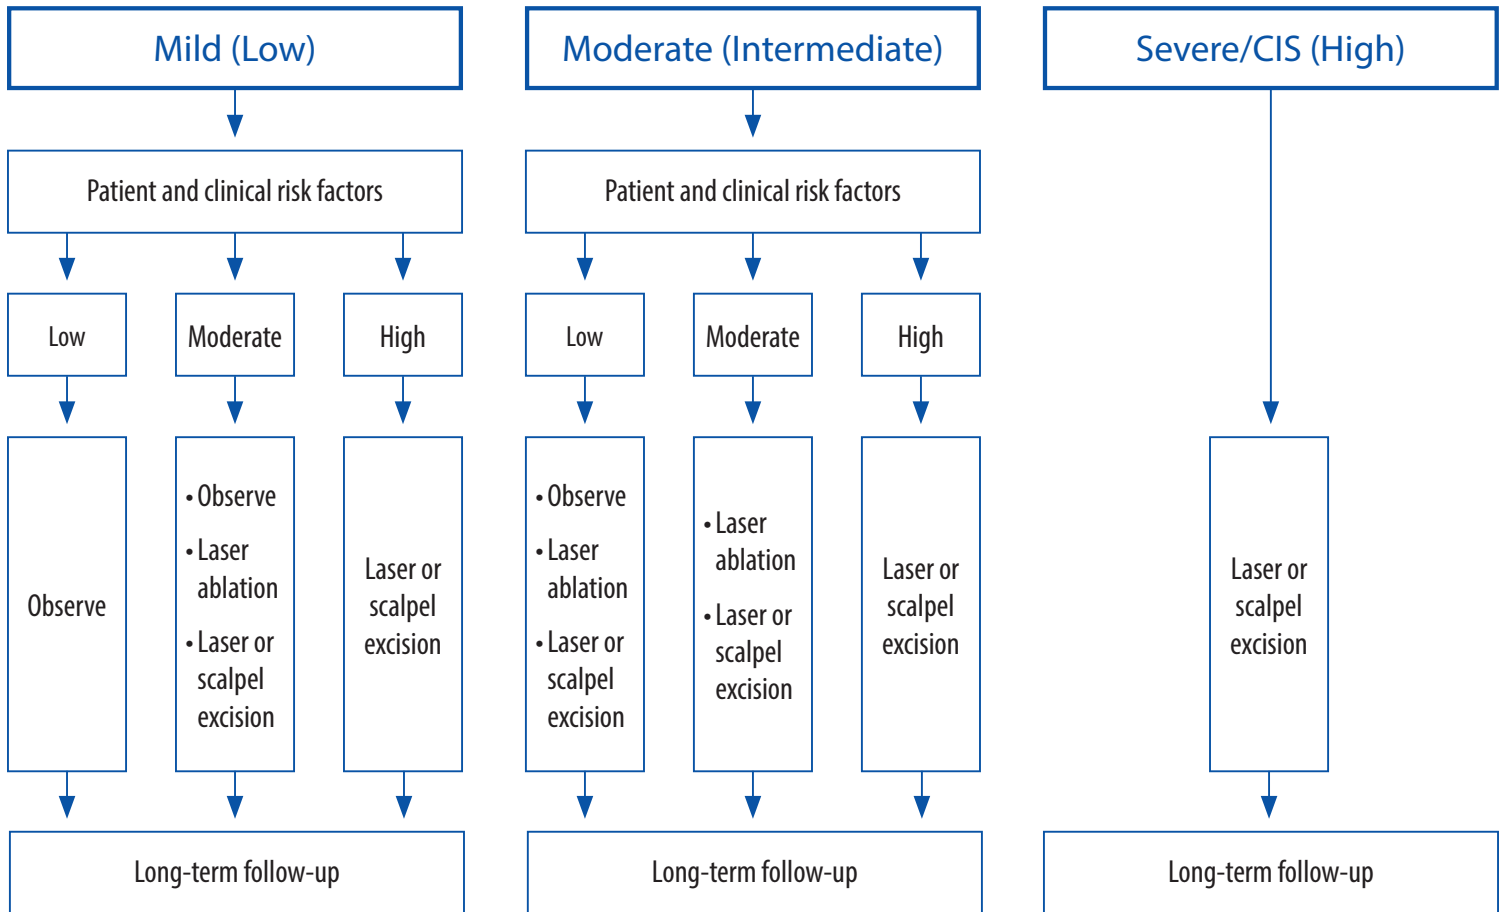 Mild (Low)
Moderate (Intermediate)
Severe/CIS (High)
Patient and clinical risk factors
Patient and clinical risk factors
Low
Moderate
High
Low
Moderate
High
Observe
• Observe
• Laser
ablation
• Laser or
scalpel
excision
Laser or
scalpel
excision
• Observe
• Laser
ablation
• Laser or
scalpel
excision
• Laser
ablation
• Laser or
scalpel
excision
Laser or
scalpel
excision
Laser or
scalpel
excision
Long-term follow-up
Long-term follow-up
Long-term follow-up